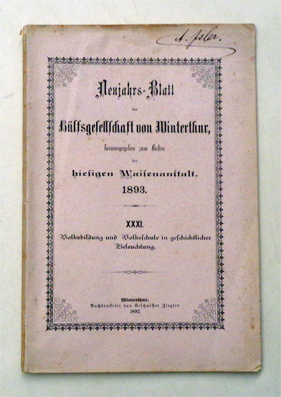 A. Isler.
Neujahrs-Blatt
der
Hülfsgesellschaft von Winterthur,
herausgegeben zum Besten
der
hiesigen Waisenanstalt.
1893.
XXXI.
Volksbildung und Volksschule in geschichtlicher
Beleuchtung.
Winterthur.
Buchdruckerei von Geschwister Ziegler.
1892.